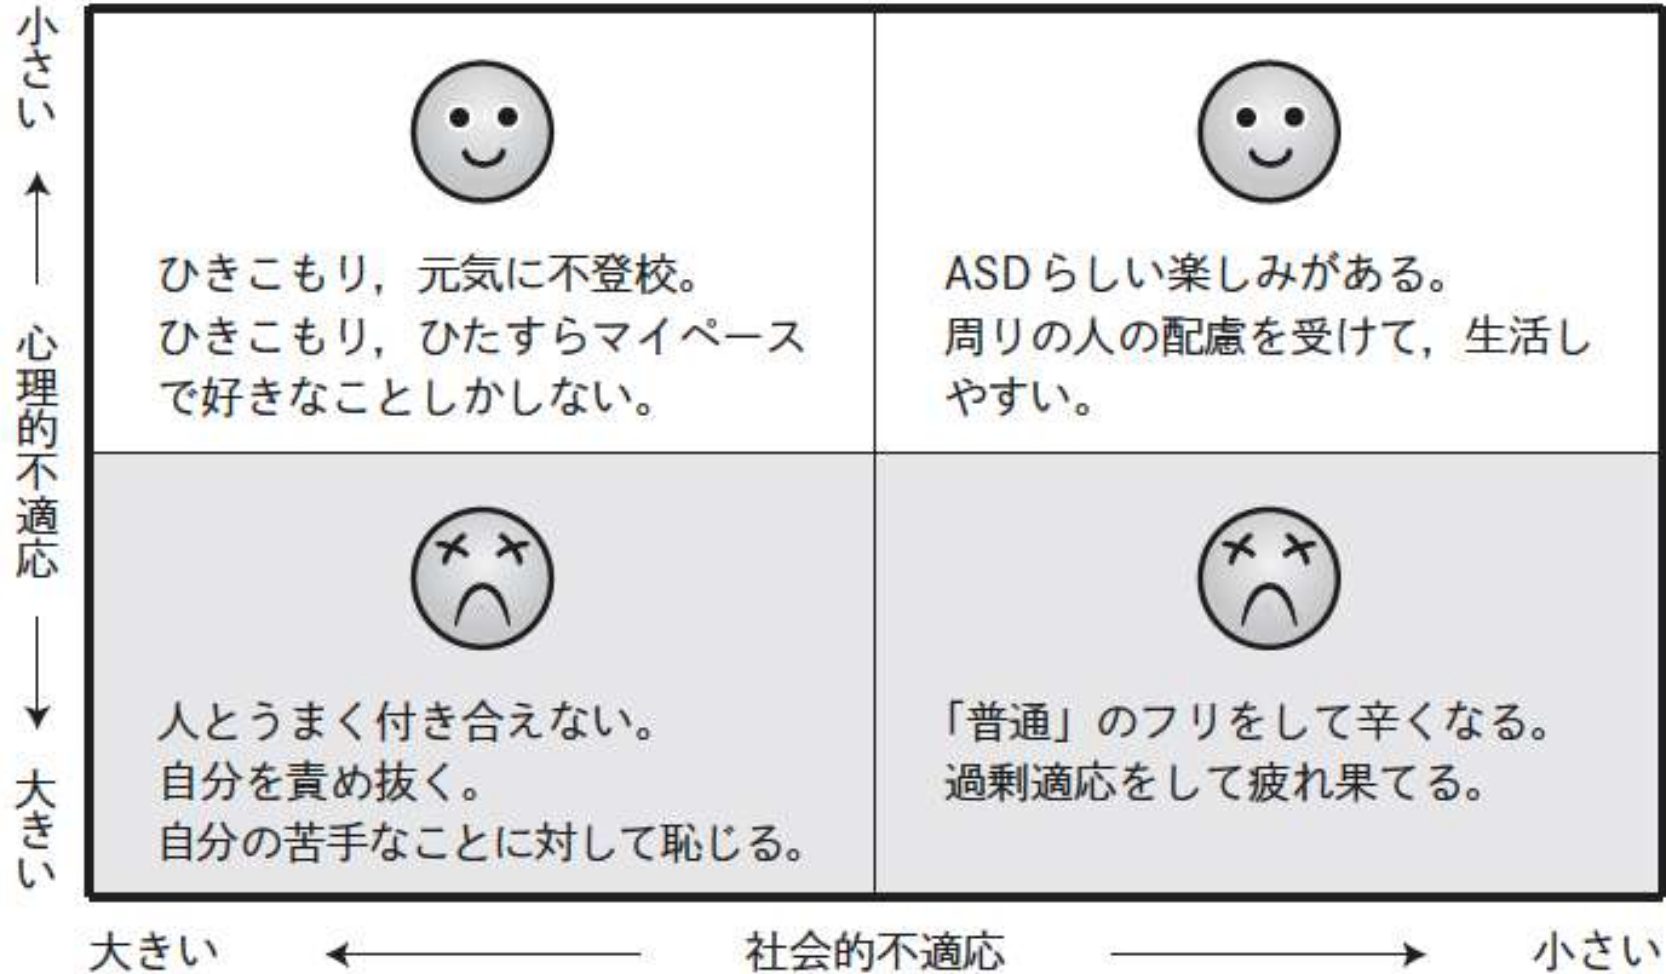 小さい
心理的不適応
大きい
ひきこもり，元気に不登校。
ひきこもり，ひたすらマイペース
で好きなことしかしない。
ASDらしい楽しみがある。
周りの人の配慮を受けて，生活し
やすい。
人とうまく付き合えない。
自分を責め抜く。
自分の苦手なことに対して恥じる。
「普通」のフリをして辛くなる。
過剰適応をして疲れ果てる。
大きい
社会的不適応
小さい